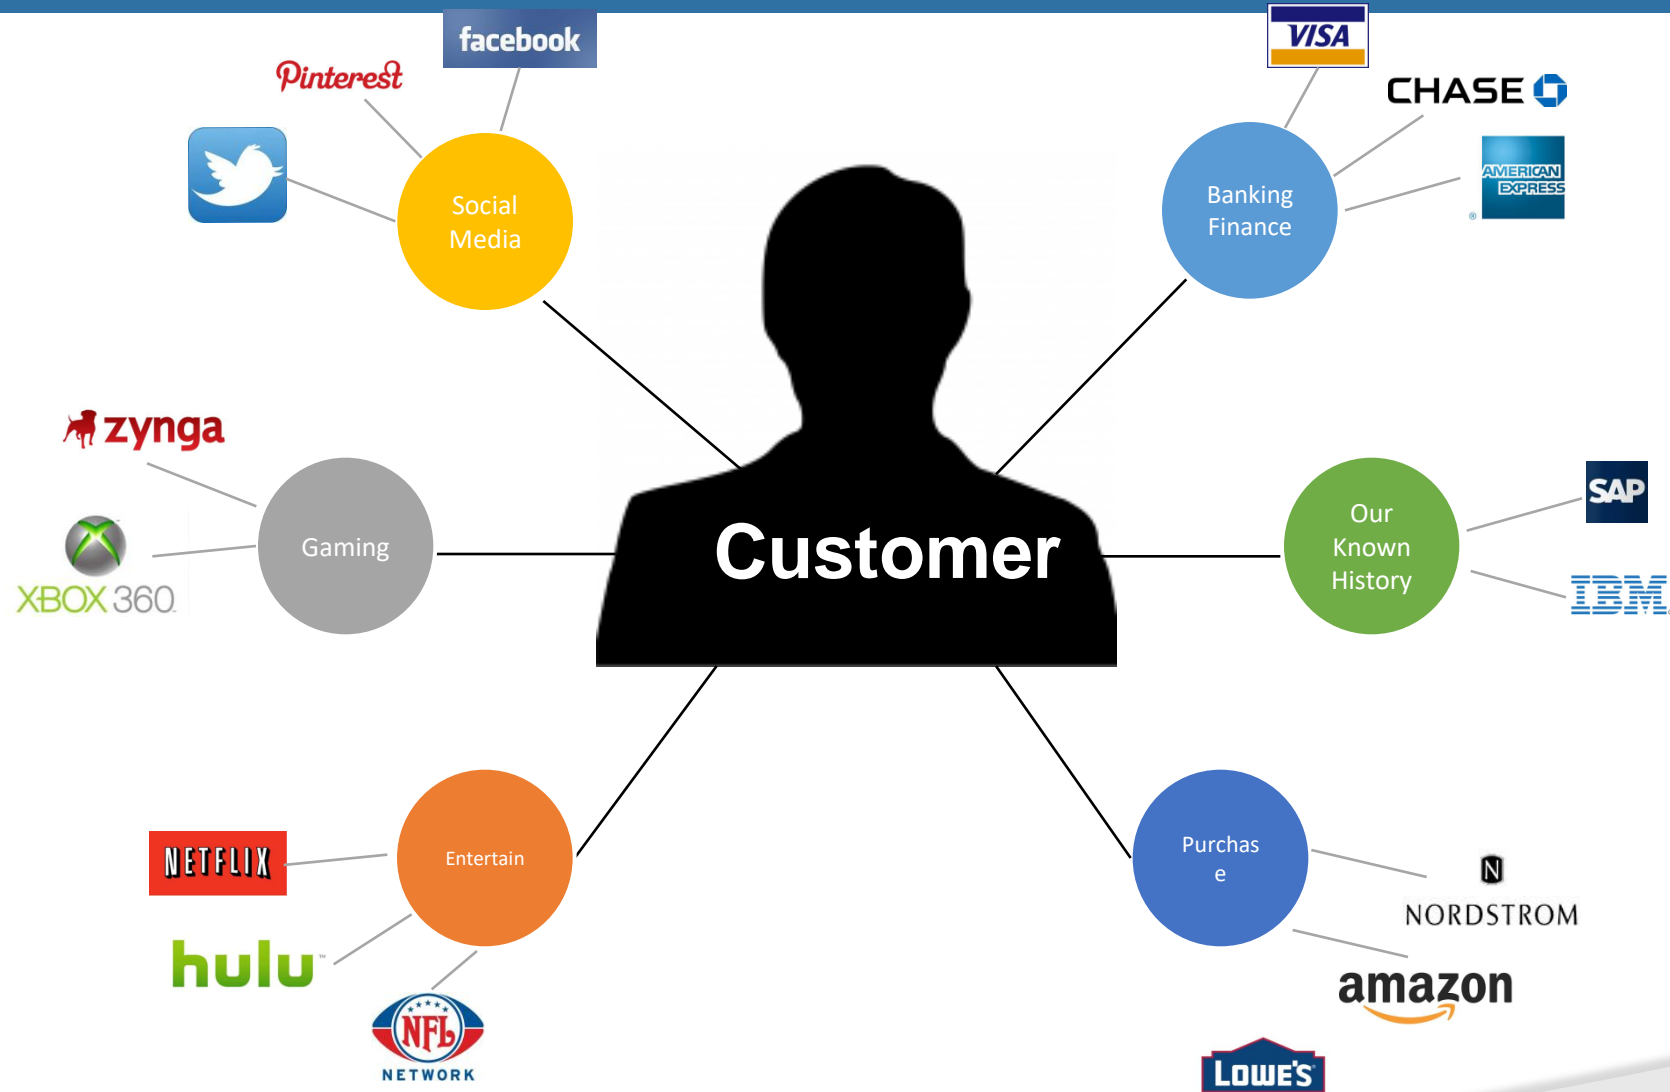 facebook
VISA
Pinterest
CHASE
AMERICAN
EXPRESS
®
Social
Media
Banking
Finance
zynga
SAP
Our
Known
History
Customer
Gaming
XBOX 360
IBM
NETFLIX
Entertain
Purchas
e
N
NORDSTROM
hulu
amazon
NFL
NETWORK
LOWE'S